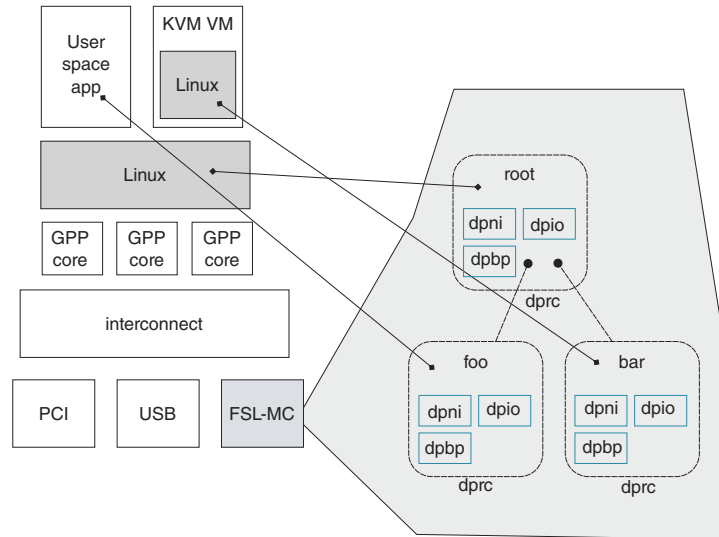 User
space
app
KVM VM
Linux
Linux
GPP
core
GPP
core
GPP
core
interconnect
PCI
USB
FSL-MC
root
dpni
dpio
dpbp
dprc
foo
dpni
dpio
dpbp
dprc
bar
dpni
dpio
dpbp
dprc